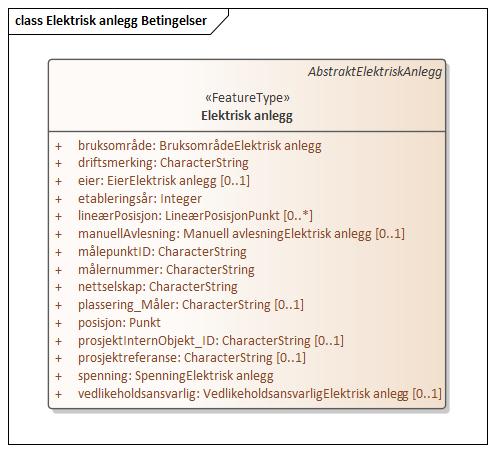 class Elektrisk anlegg Betingelser
AbstraktElektriskAnlegg
«FeatureType»
Elektrisk anlegg
+ bruksområde: BruksområdeElektrisk anlegg
+ driftsmerking: CharacterString
+ eier: EierElektrisk anlegg [0..1]
+ etableringsår: Integer
+ lineærPosisjon: LineærPosisjonPunkt [0..*]
+ manuellAvlesning: Manuell avlesningElektrisk anlegg [0..1]
+ målepunktID: CharacterString
+ målernummer: CharacterString
+ nettselskap: CharacterString
+ plassering_Måler: CharacterString [0..1]
+ posisjon: Punkt
+ prosjektInternObjekt_ID: CharacterString [0..1]
+ prosjektreferanse: CharacterString [0..1]
+ spenning: SpenningElektrisk anlegg
+ vedlikeholdsansvarlig: VedlikeholdsansvarligElektrisk anlegg [0..1]